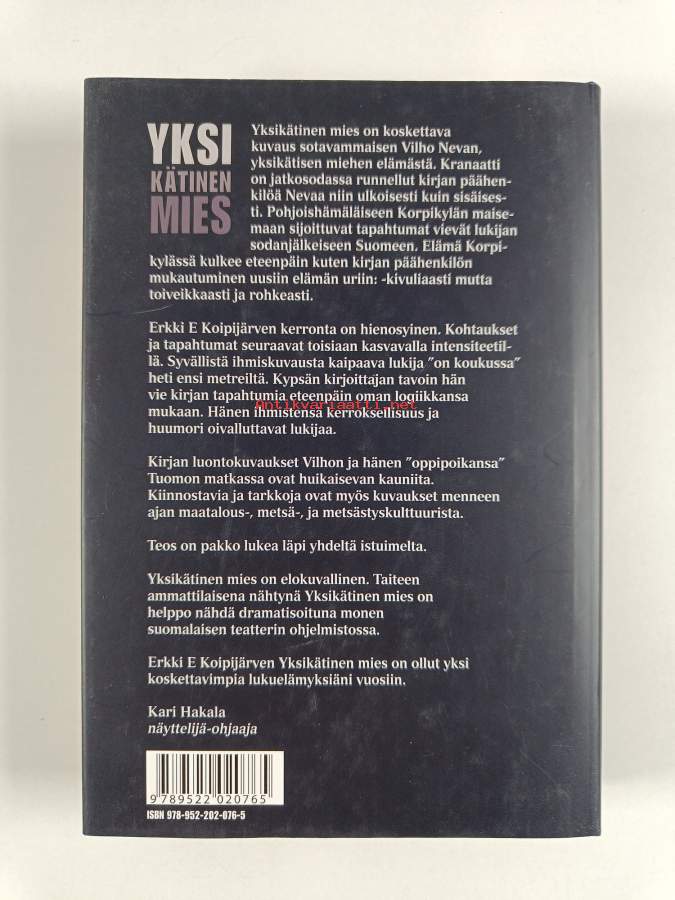 YKSI
KÄTINEN
MIES
Yksikätinen mies on koskettava
kuvaus sotavammaisen Vilho Nevan,
yksikätisen miehen elämästä. Kranaatti
on jatkosodassa runnellut kirjan päähen-
kilöä Nevaa niin ulkoisesti kuin sisäises-
ti. Pohjoishämäläiseen Korpikylän maise-
maan sijoittuvat tapahtumat vievät lukijan
sodanjälkeiseen Suomeen. Elämä Korpi-
kylässä kulkee eteenpäin kuten kirjan päähenkilön
mukautuminen uusiin elämän uriin: -kivuliaasti mutta
toiveikkaasti ja rohkeasti.
Erkki E Koipijärven kerronta on hienosyinen. Kohtaukset
ja tapahtumat seuraavat toisiaan kasvavalla intensiteetil-
lä. Syvällistä ihmiskuvausta kaipaava lukija "on koukussa"
heti ensi metreiltä. Kypsän kirjoittajan tavoin hän
vie kirjan tapahtumia eteenpäin oman logiikkansa
Antikvariaatti.net
mukaan. Hänen ihmistensä kerroksellisuus ja
huumori oivalluttavat lukijaa.
Kirjan luontokuvaukset Vilhon ja hänen "oppipoikansa"
Tuomon matkassa ovat huikaisevan kauniita.
Kiinnostavia ja tarkkoja ovat myös kuvaukset menneen
ajan maatalous-, metsä-, ja metsästyskulttuurista.
Teos on pakko lukea läpi yhdeltä istuimelta.
Yksikätinen mies on elokuvallinen. Taiteen
ammattilaisena nähtynä Yksikätinen mies on
helppo nähdä dramatisoituna monen
suomalaisen teatterin ohjelmistossa.
Erkki E Koipijärven Yksikätinen mies on ollut yksi
koskettavimpia lukuelämyksiäni vuosiin.
Kari Hakala
näyttelijä-ohjaaja
9 789522 020765
ISBN 978-952-202-076-5